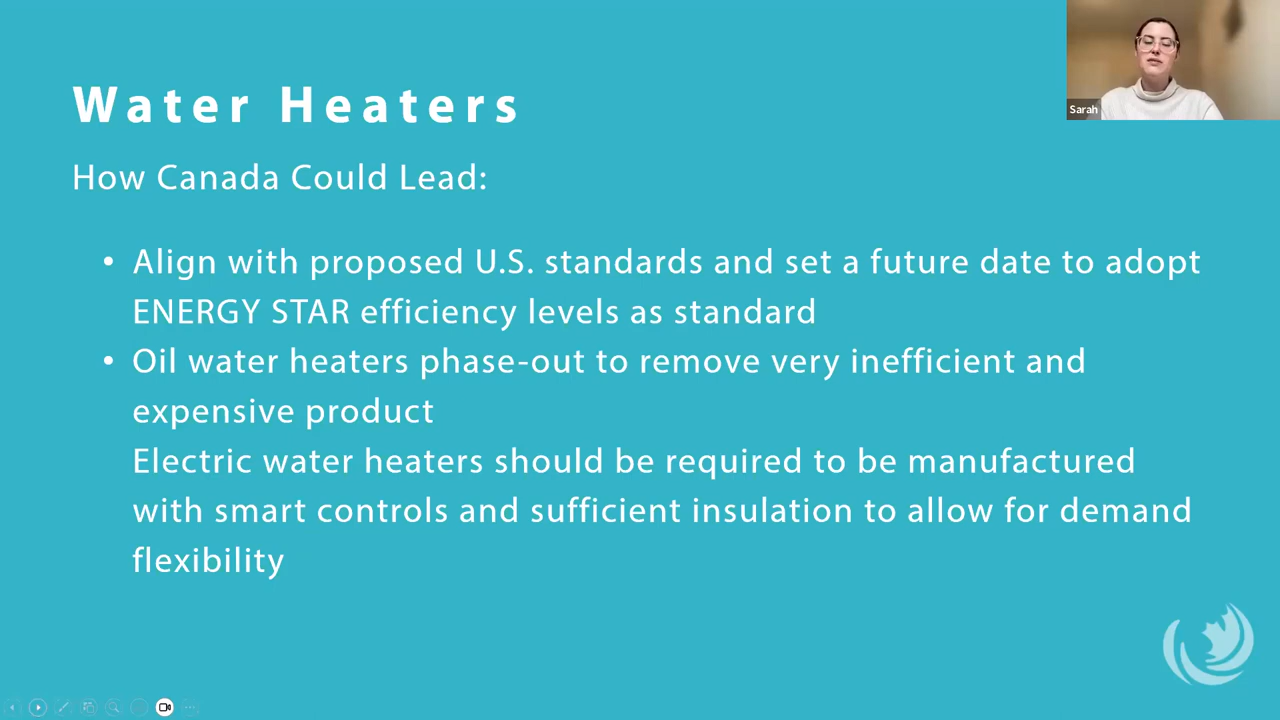 Water Heaters
How Canada Could Lead:
• Align with proposed U.S. standards and set a future date to adopt
ENERGY STAR efficiency levels as standard
• Oil water heaters phase-out to remove very inefficient and
expensive product
Electric water heaters should be required to be manufactured
with smart controls and sufficient insulation to allow for demand
flexibility
Sarah